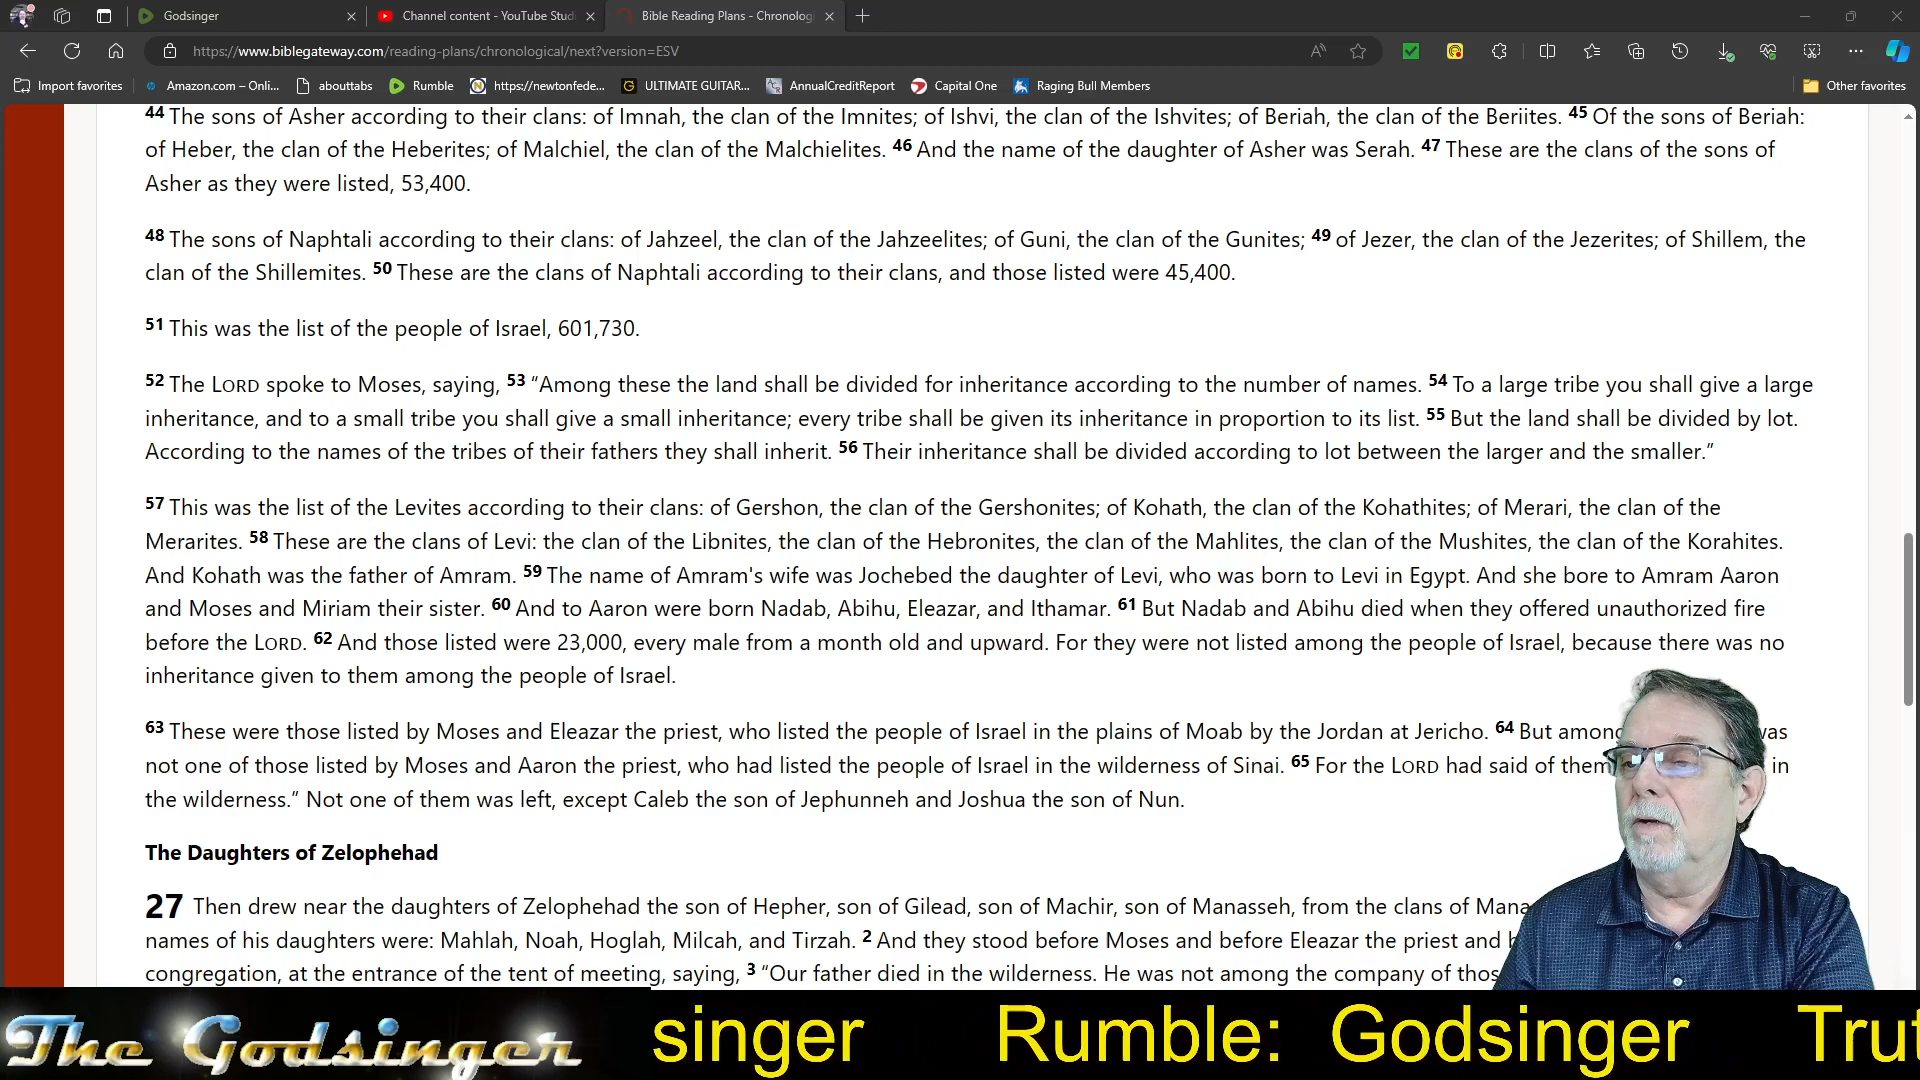 Godsinger
Channel content - YouTube Stud
Bible Reading Plans - Chronolog
https://www.biblegateway.com/reading-plans/chronological/next?version=ESV
Import favorites
Amazon.com – Onli...
abouttabs
Rumble
https://newtonfede...
ULTIMATE GUITAR...
AnnualCreditReport
Capital One
Raging Bull Members
Other favorites
44 The sons of Asher according to their clans: of Imnah, the clan of the Imnites; of Ishvi, the clan of the Ishvites; of Beriah, the clan of the Beriites. 45 Of the sons of Beriah:
of Heber, the clan of the Heberites; of Malchiel, the clan of the Malchielites. 46 And the name of the daughter of Asher was Serah. 47 These are the clans of the sons of
Asher as they were listed, 53,400.
48 The sons of Naphtali according to their clans: of Jahzeel, the clan of the Jahzeelites; of Guni, the clan of the Gunites; 49 of Jezer, the clan of the Jezerites; of Shillem, the
clan of the Shillemites. 50 These are the clans of Naphtali according to their clans, and those listed were 45,400.
51 This was the list of the people of Israel, 601,730.
52 The LORD spoke to Moses, saying, 53 “Among these the land shall be divided for inheritance according to the number of names. 54 To a large tribe you shall give a large
inheritance, and to a small tribe you shall give a small inheritance; every tribe shall be given its inheritance in proportion to its list. 55 But the land shall be divided by lot.
According to the names of the tribes of their fathers they shall inherit. 56 Their inheritance shall be divided according to lot between the larger and the smaller.”
57 This was the list of the Levites according to their clans: of Gershon, the clan of the Gershonites; of Kohath, the clan of the Kohathites; of Merari, the clan of the
Merarites. 58 These are the clans of Levi: the clan of the Libnites, the clan of the Hebronites, the clan of the Mahlites, the clan of the Mushites, the clan of the Korahites.
And Kohath was the father of Amram. 59 The name of Amram's wife was Jochebed the daughter of Levi, who was born to Levi in Egypt. And she bore to Amram Aaron
and Moses and Miriam their sister. 60 And to Aaron were born Nadab, Abihu, Eleazar, and Ithamar. 61 But Nadab and Abihu died when they offered unauthorized fire
before the LORD. 62 And those listed were 23,000, every male from a month old and upward. For they were not listed among the people of Israel, because there was no
inheritance given to them among the people of Israel.
63 These were those listed by Moses and Eleazar the priest, who listed the people of Israel in the plains of Moab by the Jordan at Jericho. 64 But among was
not one of those listed by Moses and Aaron the priest, who had listed the people of Israel in the wilderness of Sinai. 65 For the LORD had said of them in
the wilderness.” Not one of them was left, except Caleb the son of Jephunneh and Joshua the son of Nun.
The Daughters of Zelophehad
27 Then drew near the daughters of Zelophehad the son of Hepher, son of Gilead, son of Machir, son of Manasseh, from the clans of Mana
names of his daughters were: Mahlah, Noah, Hoglah, Milcah, and Tirzah. 2 And they stood before Moses and before Eleazar the priest and
congregation, at the entrance of the tent of meeting, saying, 3 “Our father died in the wilderness. He was not among the company of thos
The Godsinger
singer Rumble: Godsinger Trut